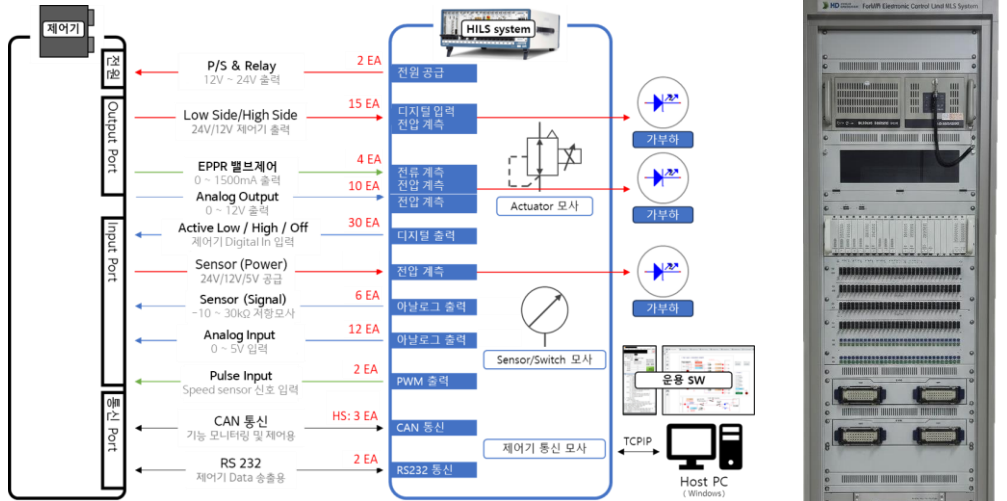 제어기
HILS system
HD
Forklift Electronic Control Unit HILS System
전원
P/S & Relay
12V ~ 24V 출력
2 EA
전원 공급
Output Port
Low Side/High Side
24V/12V 제어기 출력
15 EA
디지털 입력
전압 계측
가부하
EPPR 밸브제어
0 ~ 1500mA 출력
4 EA
전류 계측
전압 계측
가부하
Analog Output
0 ~ 12V 출력
10 EA
전압 계측
Actuator 모사
Input Port
Active Low / High / Off
제어기 Digital In 입력
30 EA
디지털 출력
Sensor (Power)
24V/12V/5V 공급
3 EA
전압 계측
가부하
Sensor (Signal)
~10 ~ 30kΩ 저항모사
6 EA
아날로그 출력
Analog Input
0 ~ 5V 입력
12 EA
아날로그 출력
Sensor/Switch 모사
Pulse Input
Speed sensor 신호 입력
2 EA
PWM 출력
운용 SW
통신 Port
CAN 통신
기능 모니터링 및 제어용
HS: 3 EA
CAN 통신
제어기 통신 모사
TCPIP
RS 232
제어기 Data 송출용
2 EA
RS232 통신
Host PC
(Windows)